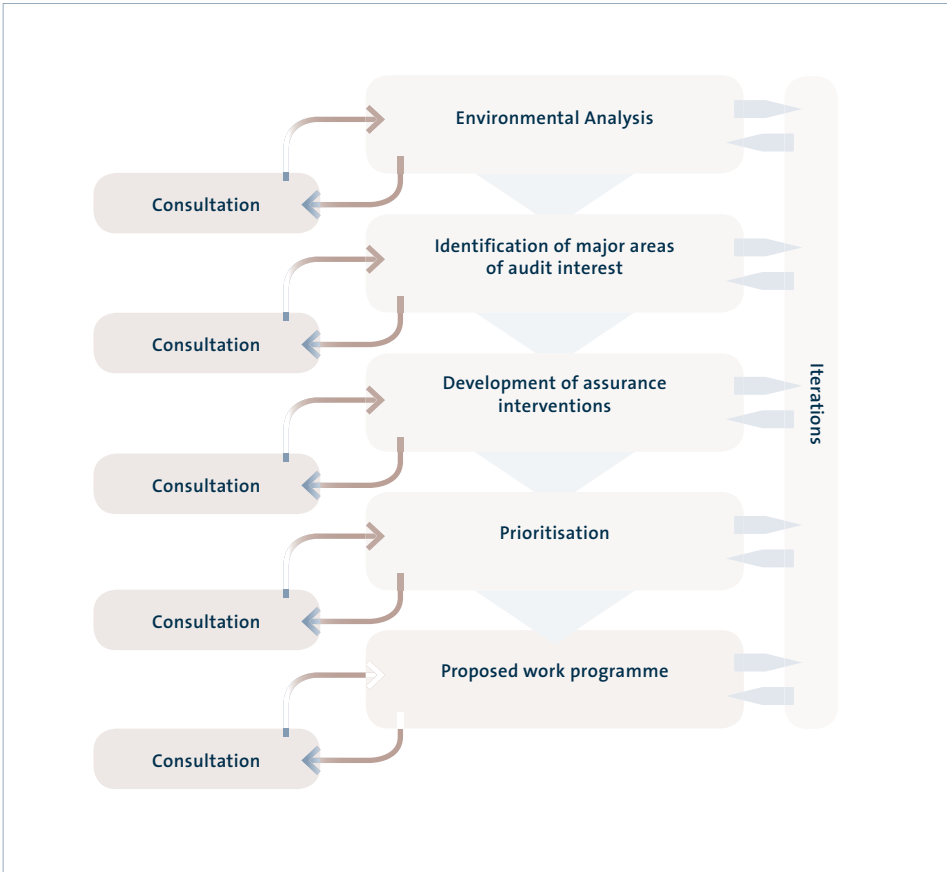 Environmental Analysis
Consultation
Identification of major areas
of audit interest
Consultation
Development of assurance
interventions
Consultation
Prioritisation
Consultation
Proposed work programme
Consultation
Iterations